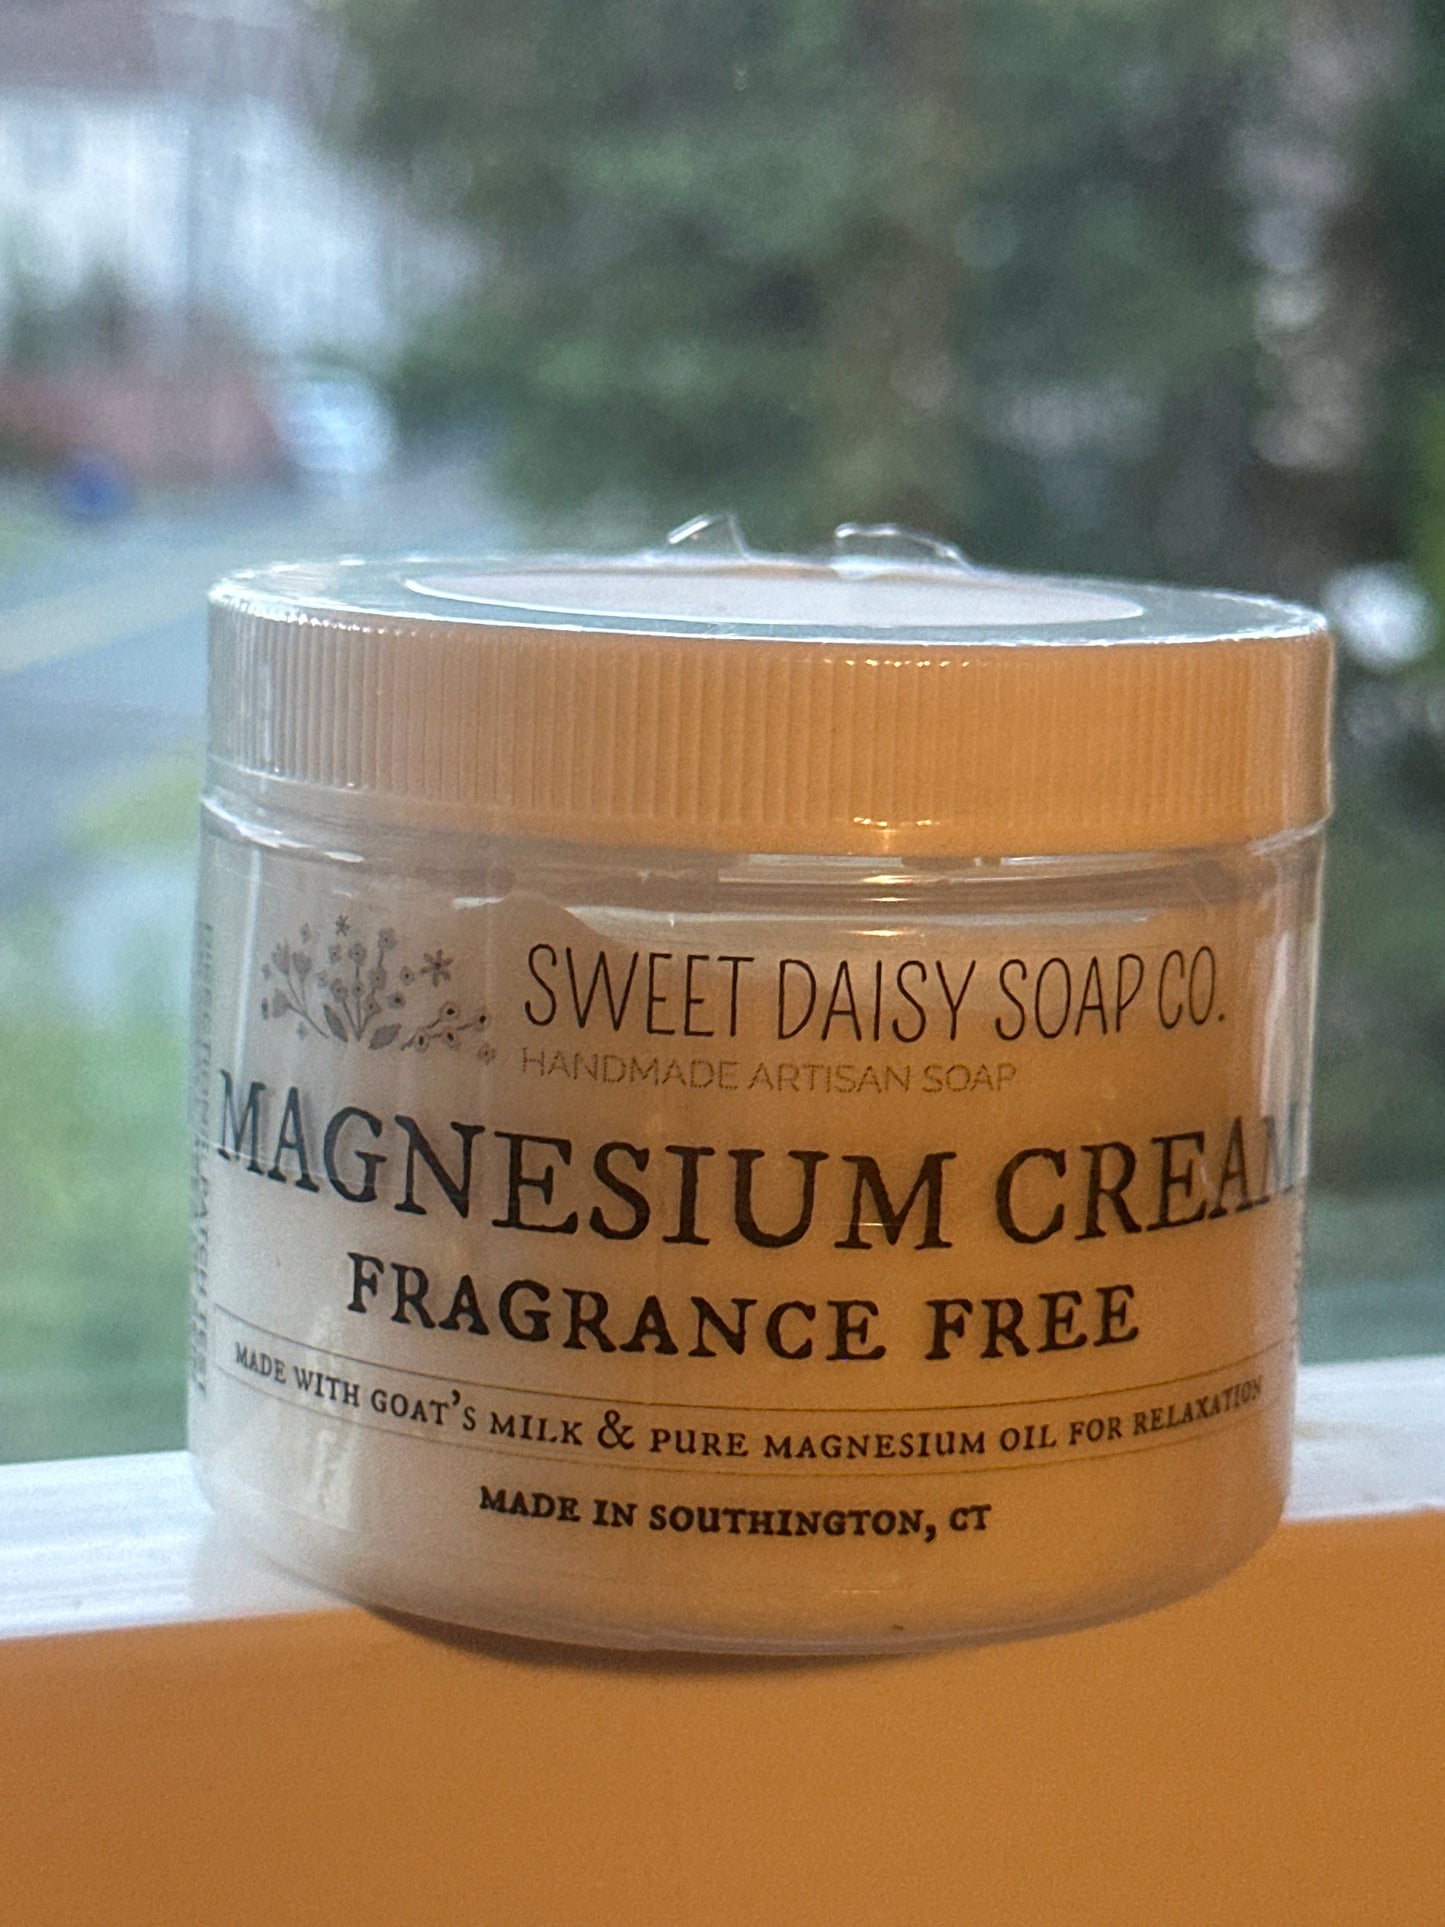 SWEET DAISY SOAP CO.
HANDMADE ARTISAN SOAP
MAGNESIUM CREAM
FRAGRANCE FREE
MADE WITH GOAT'S MILK & PURE MAGNESIUM OIL FOR RELAXATION
MADE IN SOUTHINGTON, CT